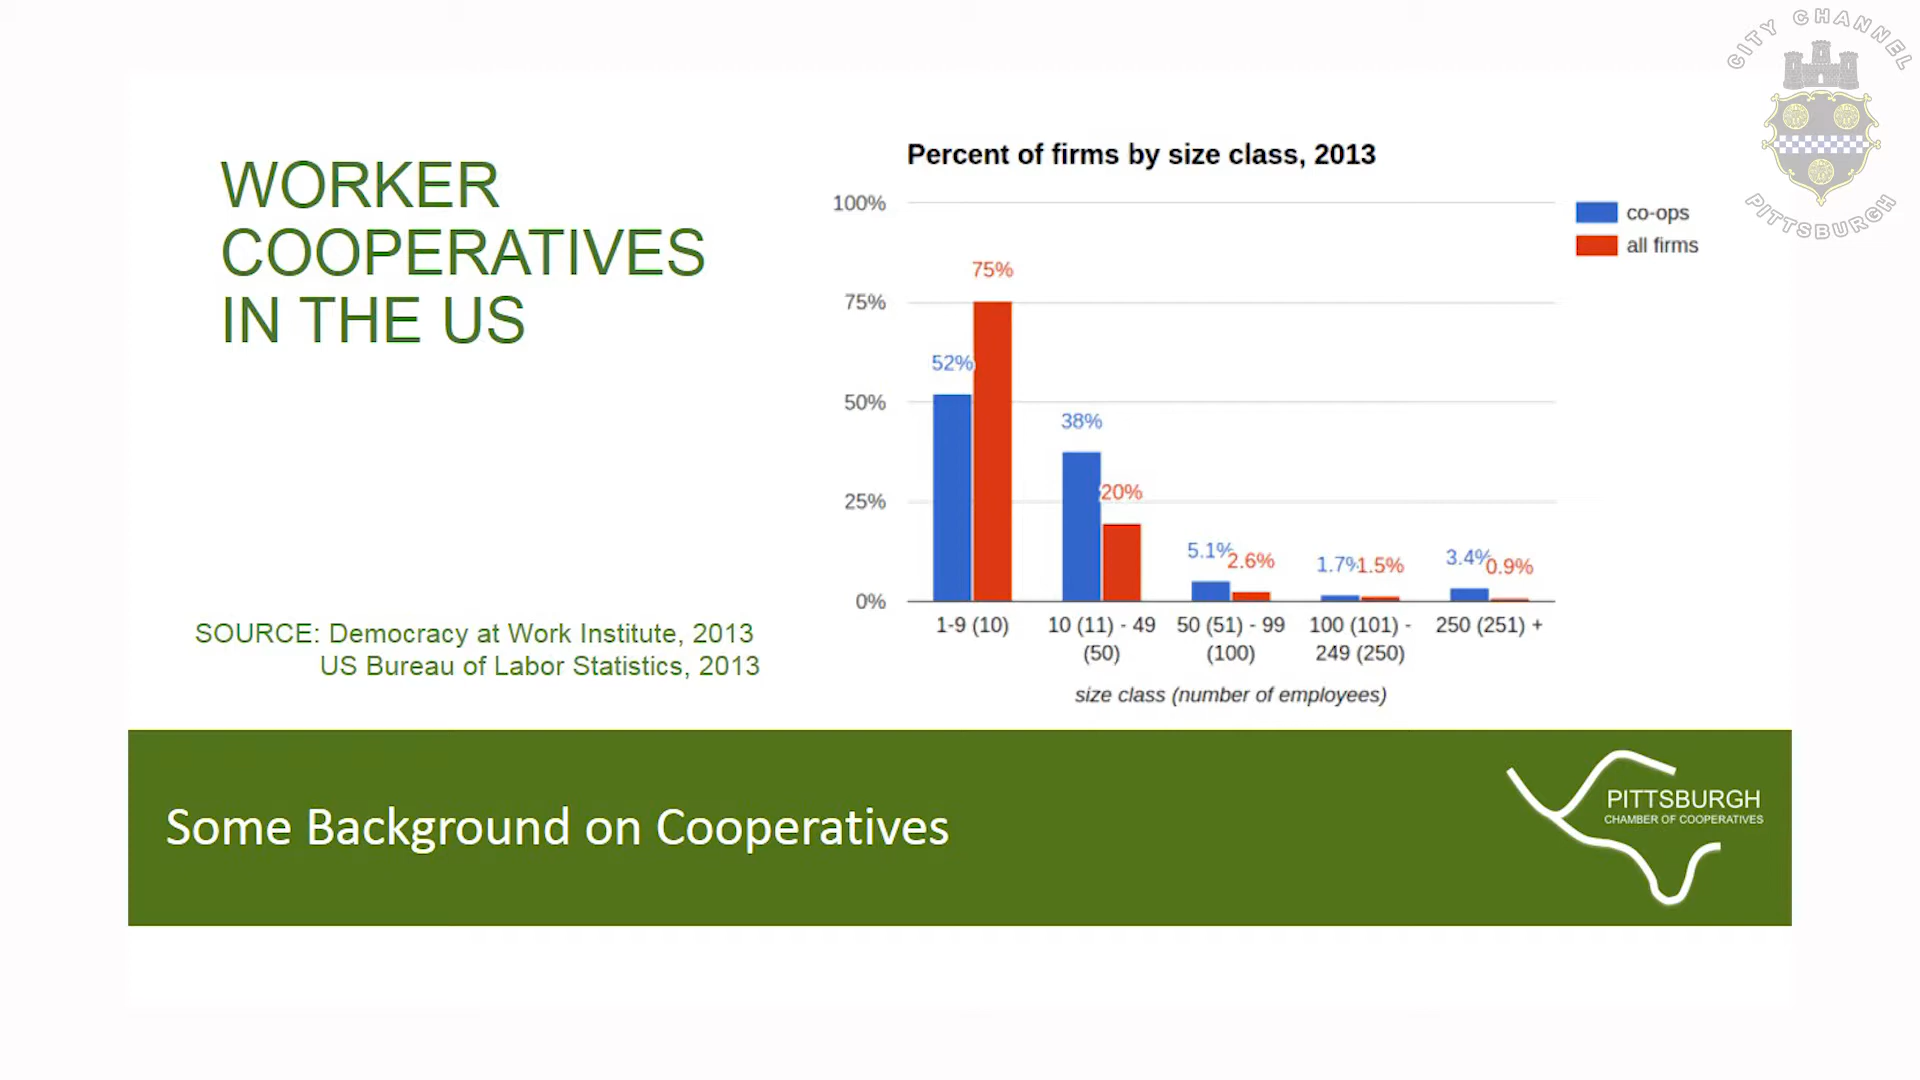 CITY CHANNEL
PITTSBURGH
WORKER
COOPERATIVES
IN THE US
SOURCE: Democracy at Work Institute, 2013
US Bureau of Labor Statistics, 2013
Percent of firms by size class, 2013
co-ops
all firms
100%
75%
50%
25%
0%
52%
75%
38%
20%
5.1%
2.6%
1.7%
1.5%
3.4%
0.9%
1-9 (10)
10 (11) - 49
(50)
50 (51) - 99
(100)
100 (101) -
249 (250)
250 (251) +
size class (number of employees)
Some Background on Cooperatives
PITTSBURGH
CHAMBER OF COOPERATIVES